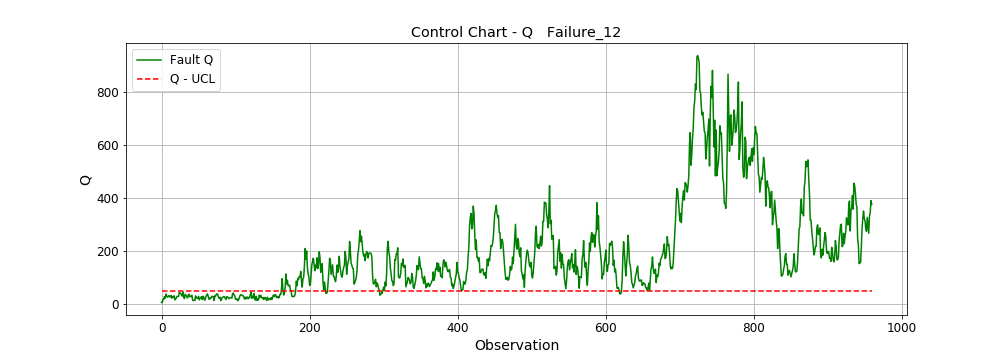 Control Chart - Q   Failure_12
Fault Q
Q - UCL
Q
800
600
400
200
0
0 200 400 600 800 1000
Observation